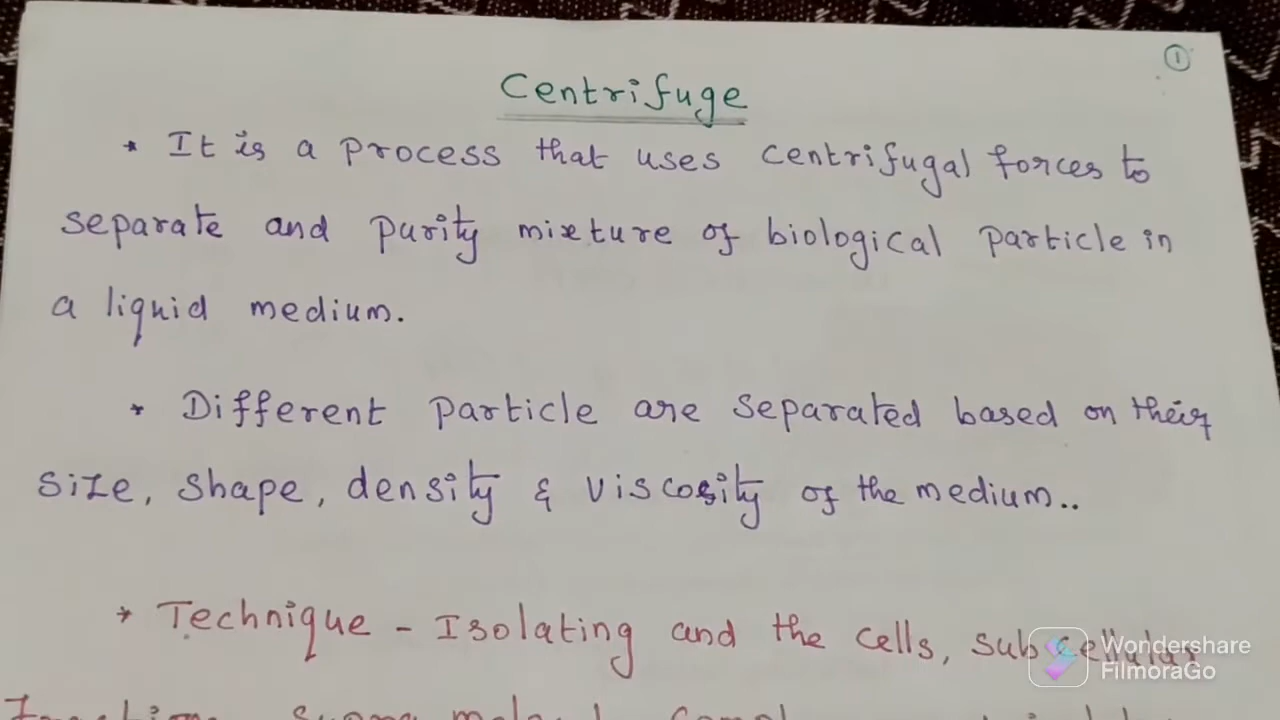 ①
Centrifuge
* It is a process that uses centrifugal forces to
separate and purity mixture of biological particle in
a liquid medium.
* Different particle are separated based on their
size, shape, density & viscosity of the medium..
* Technique - Isolating and the cells, sub cellular
Wondershare
FilmoraGo